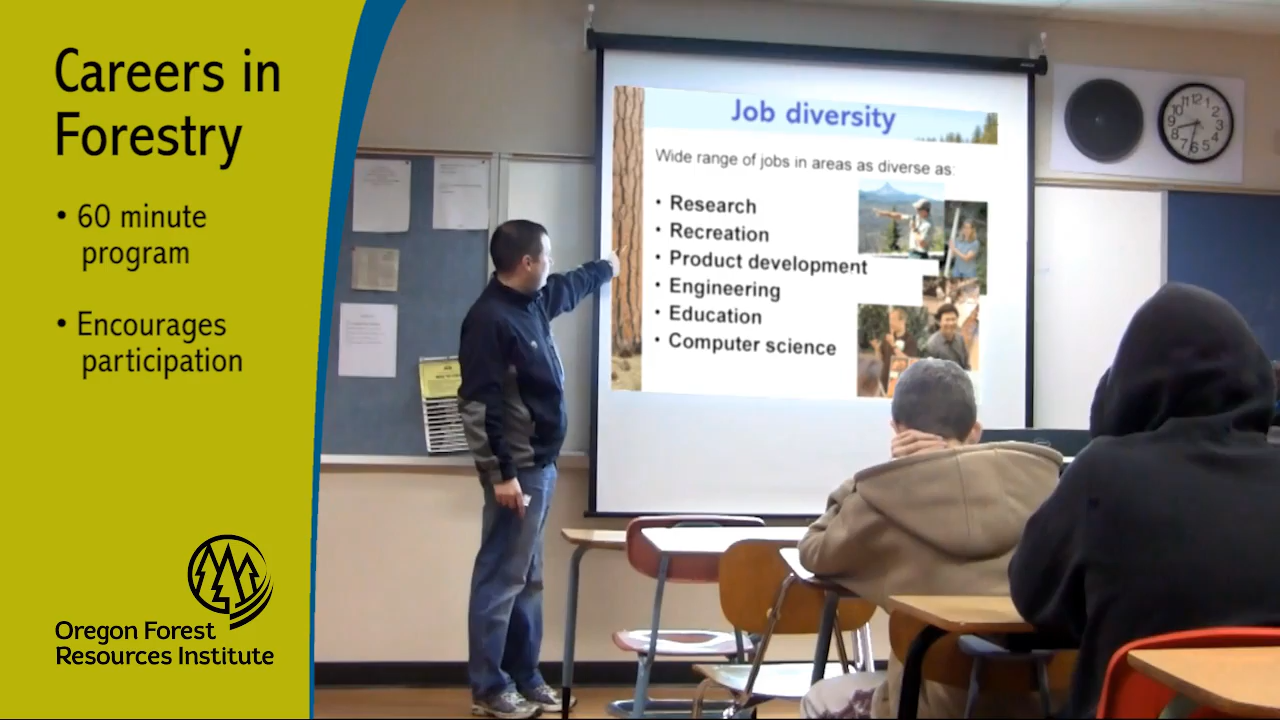 Careers in
Forestry
• 60 minute
program
• Encourages
participation
Oregon Forest
Resources Institute
Job diversity
Wide range of jobs in areas as diverse as:
• Research
• Recreation
• Product development
• Engineering
• Education
• Computer science